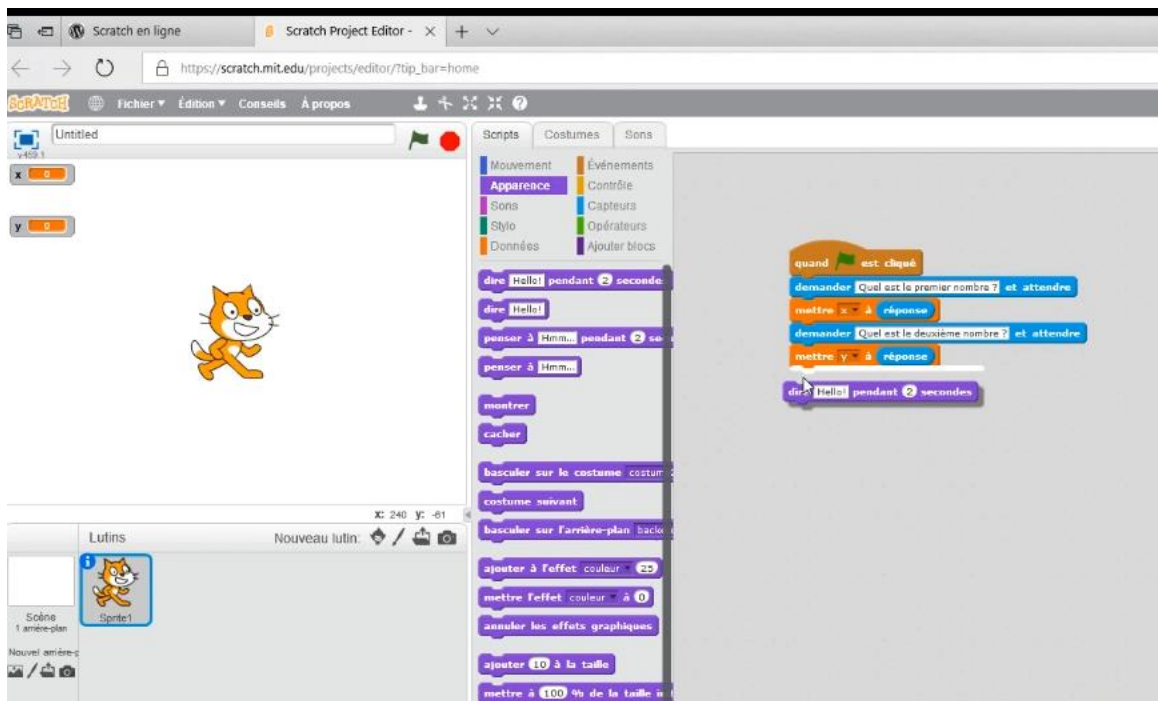 Scratch en ligne
Scratch Project Editor -
https://scratch.mit.edu/projects/editor/?tip_bar=home
SCRATCH Fichier Édition Conseils À propos
Untitled
v459.1
x 0
y 0
x: 240 y: -61
Lutins Nouveau lutin:
Scène
1 arrière-plan
Sprite1
Nouvel arrière-p
Scripts Costumes Sons
Mouvement Événements
Apparence Contrôle
Sons Capteurs
Stylo Opérateurs
Données Ajouter blocs
dire Hello! pendant 2 seconde
dire Hello!
penser à Hmm... pendant 2 se
penser à Hmm...
montrer
cacher
basculer sur le costume costum
costume suivant
basculer sur l'arrière-plan back
ajouter à l'effet couleur 25
mettre l'effet couleur à 0
annuler les effets graphiques
ajouter 10 à la taille
mettre à 100 % de la taille in
quand est cliqué
demander Quel est le premier nombre ? et attendre
mettre x à réponse
demander Quel est le deuxième nombre ? et attendre
mettre y à réponse
dire Hello! pendant 2 secondes